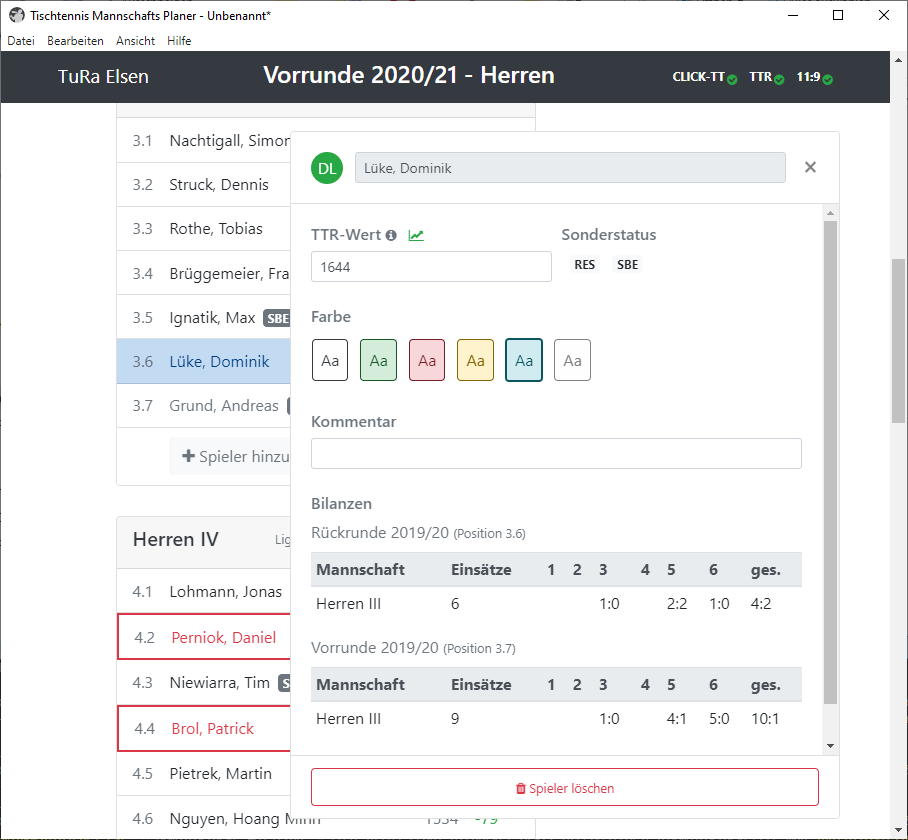 Tischtennis Mannschafts Planer - Unbenannt*
Datei Bearbeiten Ansicht Hilfe
TuRa Elsen Vorrunde 2020/21 - Herren CLICK-TT TTR 11:9
3.1 Nachtigall, Simon
3.2 Struck, Dennis
3.3 Rothe, Tobias
3.4 Brüggemeier, Fra
3.5 Ignatik, Max SBE
3.6 Lüke, Dominik
3.7 Grund, Andreas
Spieler hinzu
Herren IV Lig
4.1 Lohmann, Jonas
4.2 Perniok, Daniel
4.3 Niewiarra, Tim S
4.4 Brol, Patrick
4.5 Pietrek, Martin
4.6 Nguyen, Hoang Minh 1534 -79
DL Lüke, Dominik
TTR-Wert Sonderstatus
1644 RES SBE
Farbe
Aa Aa Aa Aa Aa Aa
Kommentar
Bilanzen
Rückrunde 2019/20 (Position 3.6)
Mannschaft Einsätze 1 2 3 4 5 6 ges.
Herren III 6 1:0 2:2 1:0 4:2
Vorrunde 2019/20 (Position 3.7)
Mannschaft Einsätze 1 2 3 4 5 6 ges.
Herren III 9 1:0 4:1 5:0 10:1
Spieler löschen